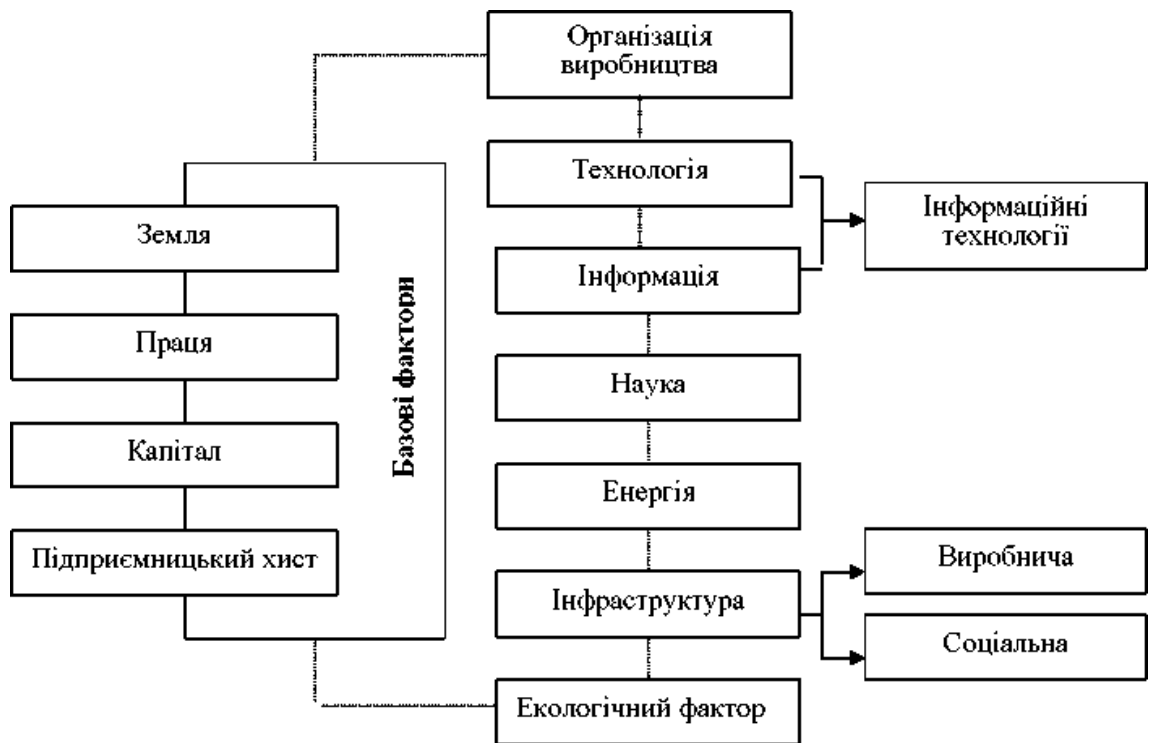 Організація
виробництва
Технологія
Інформаційні
технології
Земля
Інформація
Базові фактори
Праця
Наука
Капітал
Енергія
Підприємницький хист
Виробнича
Інфраструктура
Соціальна
Екологічний фактор